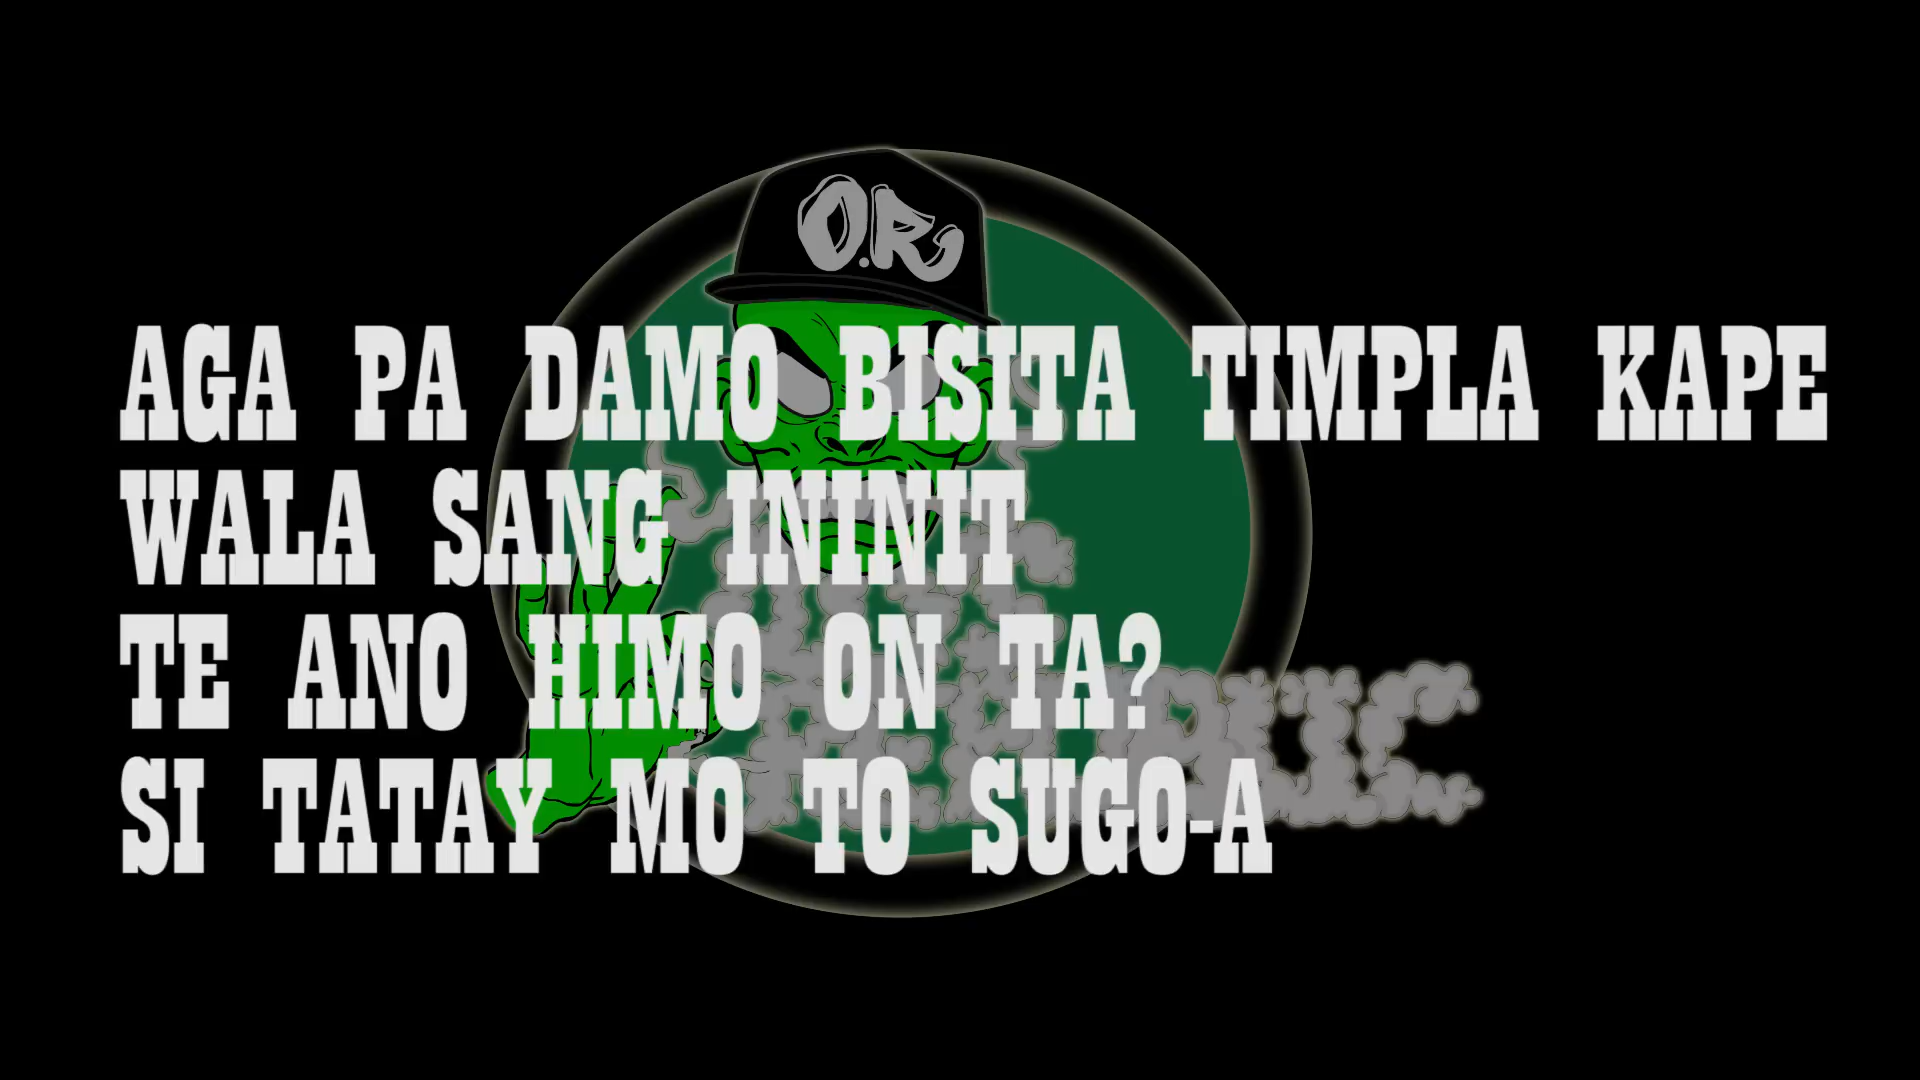 O.R
AGA PA DAMO BISITA TIMPLA KAPE
WALA SANG ININIT
TE ANO HIMO ON TA?
SI TATAY MO TO SUGO-A